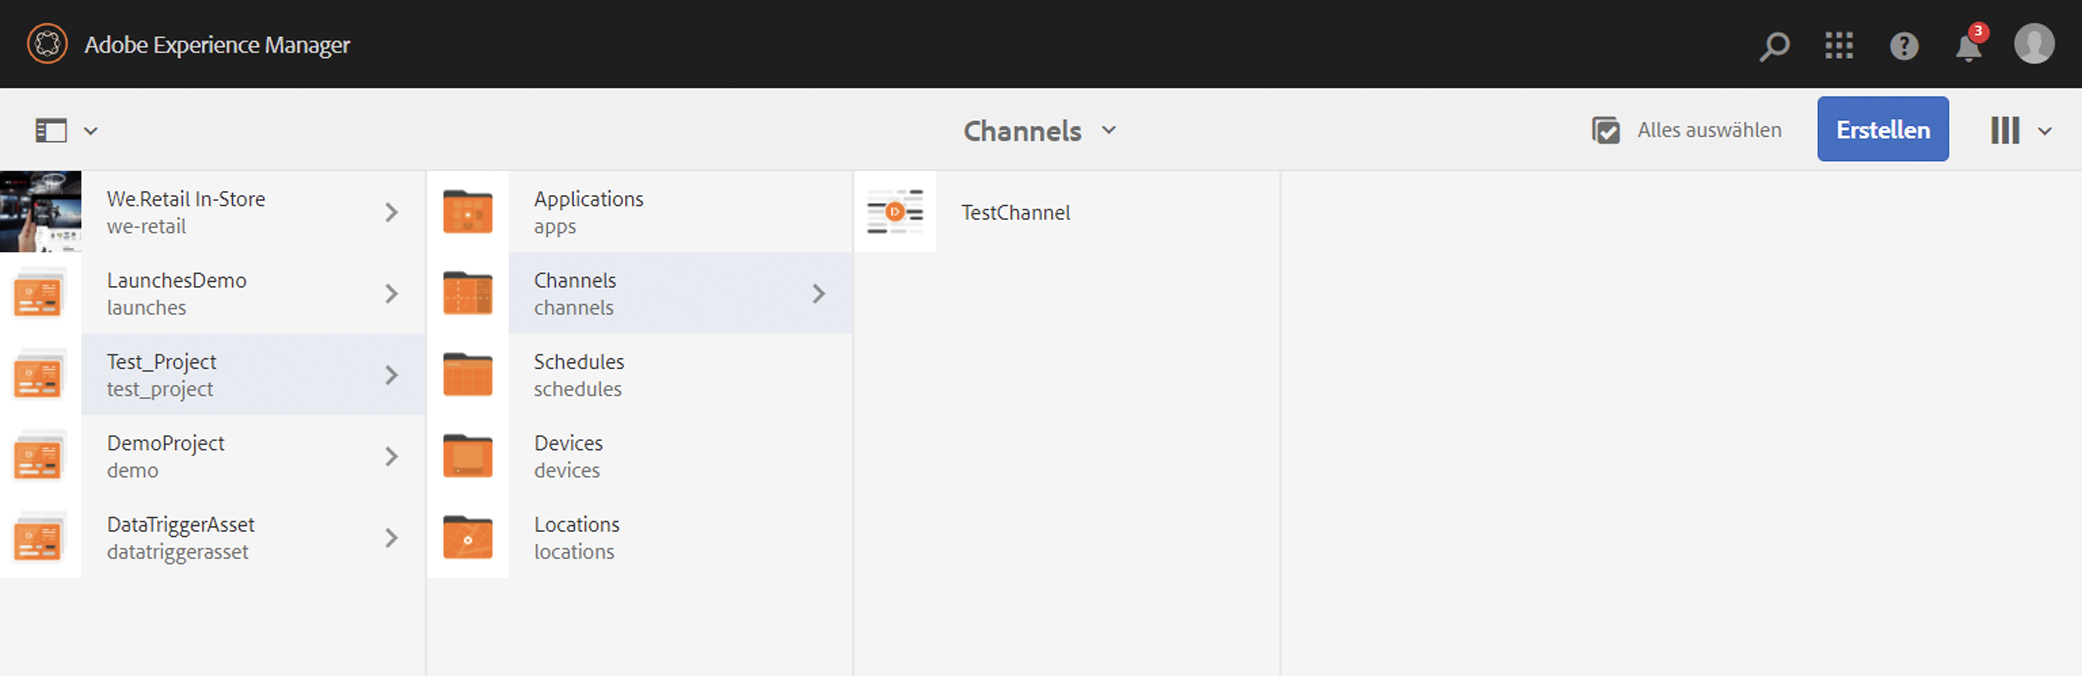 Adobe Experience Manager
3
Channels
Alles auswählen
Erstellen
We.Retail In-Store
we-retail
LaunchesDemo
launches
Test_Project
test_project
DemoProject
demo
DataTriggerAsset
datatriggerasset
Applications
apps
Channels
channels
Schedules
schedules
Devices
devices
Locations
locations
TestChannel